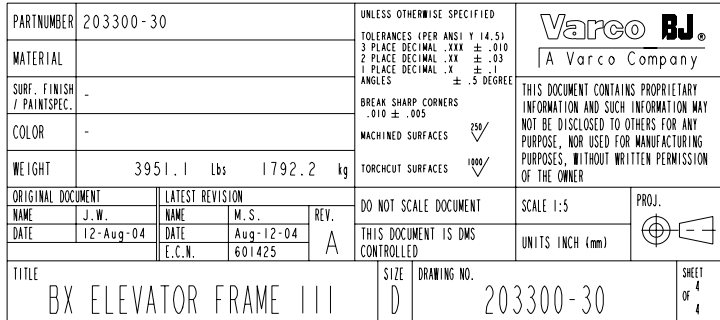 PARTNUMBER 203300-30
MATERIAL
SURF. FINISH
/ PAINTSPEC. -
COLOR -
WEIGHT 3951.1 Lbs 1792.2 kg
UNLESS OTHERWISE SPECIFIED
TOLERANCES (PER ANSI Y 14.5)
3 PLACE DECIMAL .XXX ± .010
2 PLACE DECIMAL .XX ± .03
1 PLACE DECIMAL .X ± .1
ANGLES ± .5 DEGREE
BREAK SHARP CORNERS
.010 ± .005
MACHINED SURFACES 250
TORCHCUT SURFACES 1000
Varco BJ®
A Varco Company
THIS DOCUMENT CONTAINS PROPRIETARY
INFORMATION AND SUCH INFORMATION MAY
NOT BE DISCLOSED TO OTHERS FOR ANY
PURPOSE, NOR USED FOR MANUFACTURING
PURPOSES, WITHOUT WRITTEN PERMISSION
OF THE OWNER
ORIGINAL DOCUMENT
NAME J.W.
DATE 12-Aug-04
LATEST REVISION
NAME M.S.
DATE Aug-12-04
E.C.N. 601425
REV.
A
DO NOT SCALE DOCUMENT
THIS DOCUMENT IS DMS
CONTROLLED
SCALE 1:5
UNITS INCH (mm)
PROJ.
TITLE
BX ELEVATOR FRAME III
SIZE
D
DRAWING NO.
203300-30
SHEET
4
OF
4